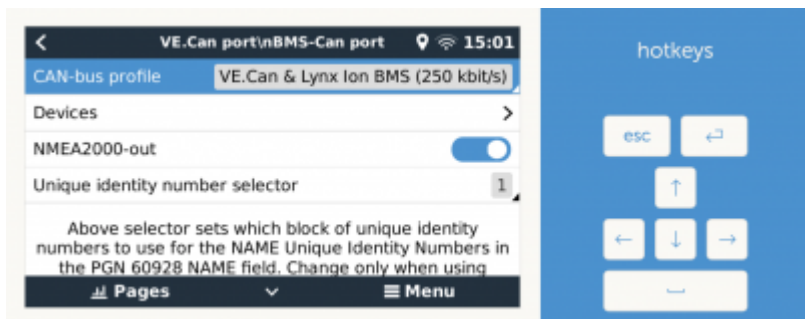 VE.Can port\nBMS-Can port 15:01
CAN-bus profile VE.Can & Lynx Ion BMS (250 kbit/s)
Devices
NMEA2000-out
Unique identity number selector 1
Above selector sets which block of unique identity
numbers to use for the NAME Unique Identity Numbers in
the PGN 60928 NAME field. Change only when using
Pages Menu
hotkeys
esc